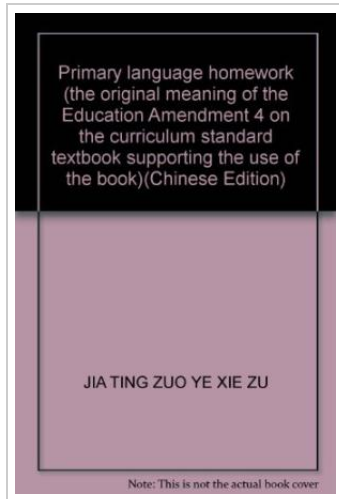 Primary language homework
(the original meaning of the
Education Amendment 4 on
the curriculum standard
textbook supporting the use of
the book)(Chinese Edition)
JIA TING ZUO YE XIE ZU
Note: This is not the actual book cover